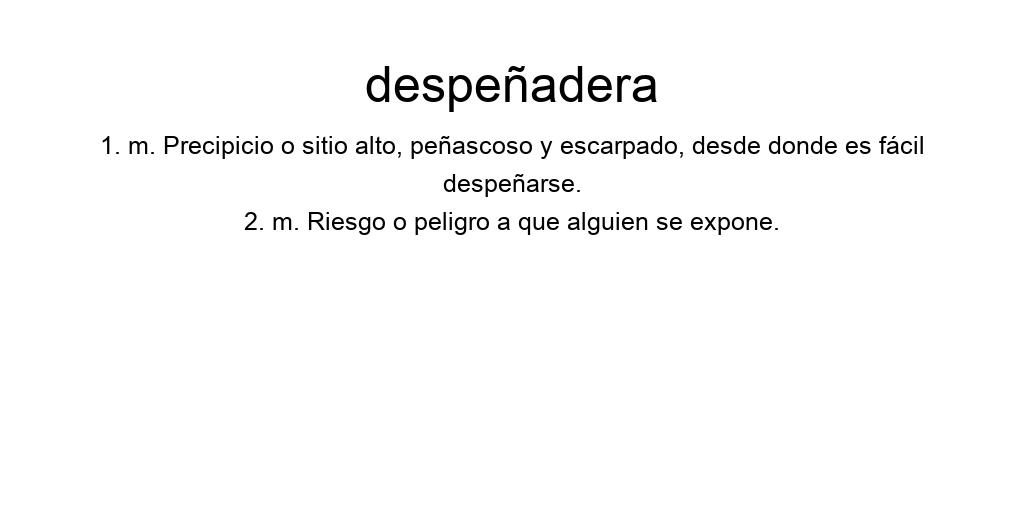 despeñadera
1. m. Precipicio o sitio alto, peñascoso y escarpado, desde donde es fácil
despeñarse.
2. m. Riesgo o peligro a que alguien se expone.